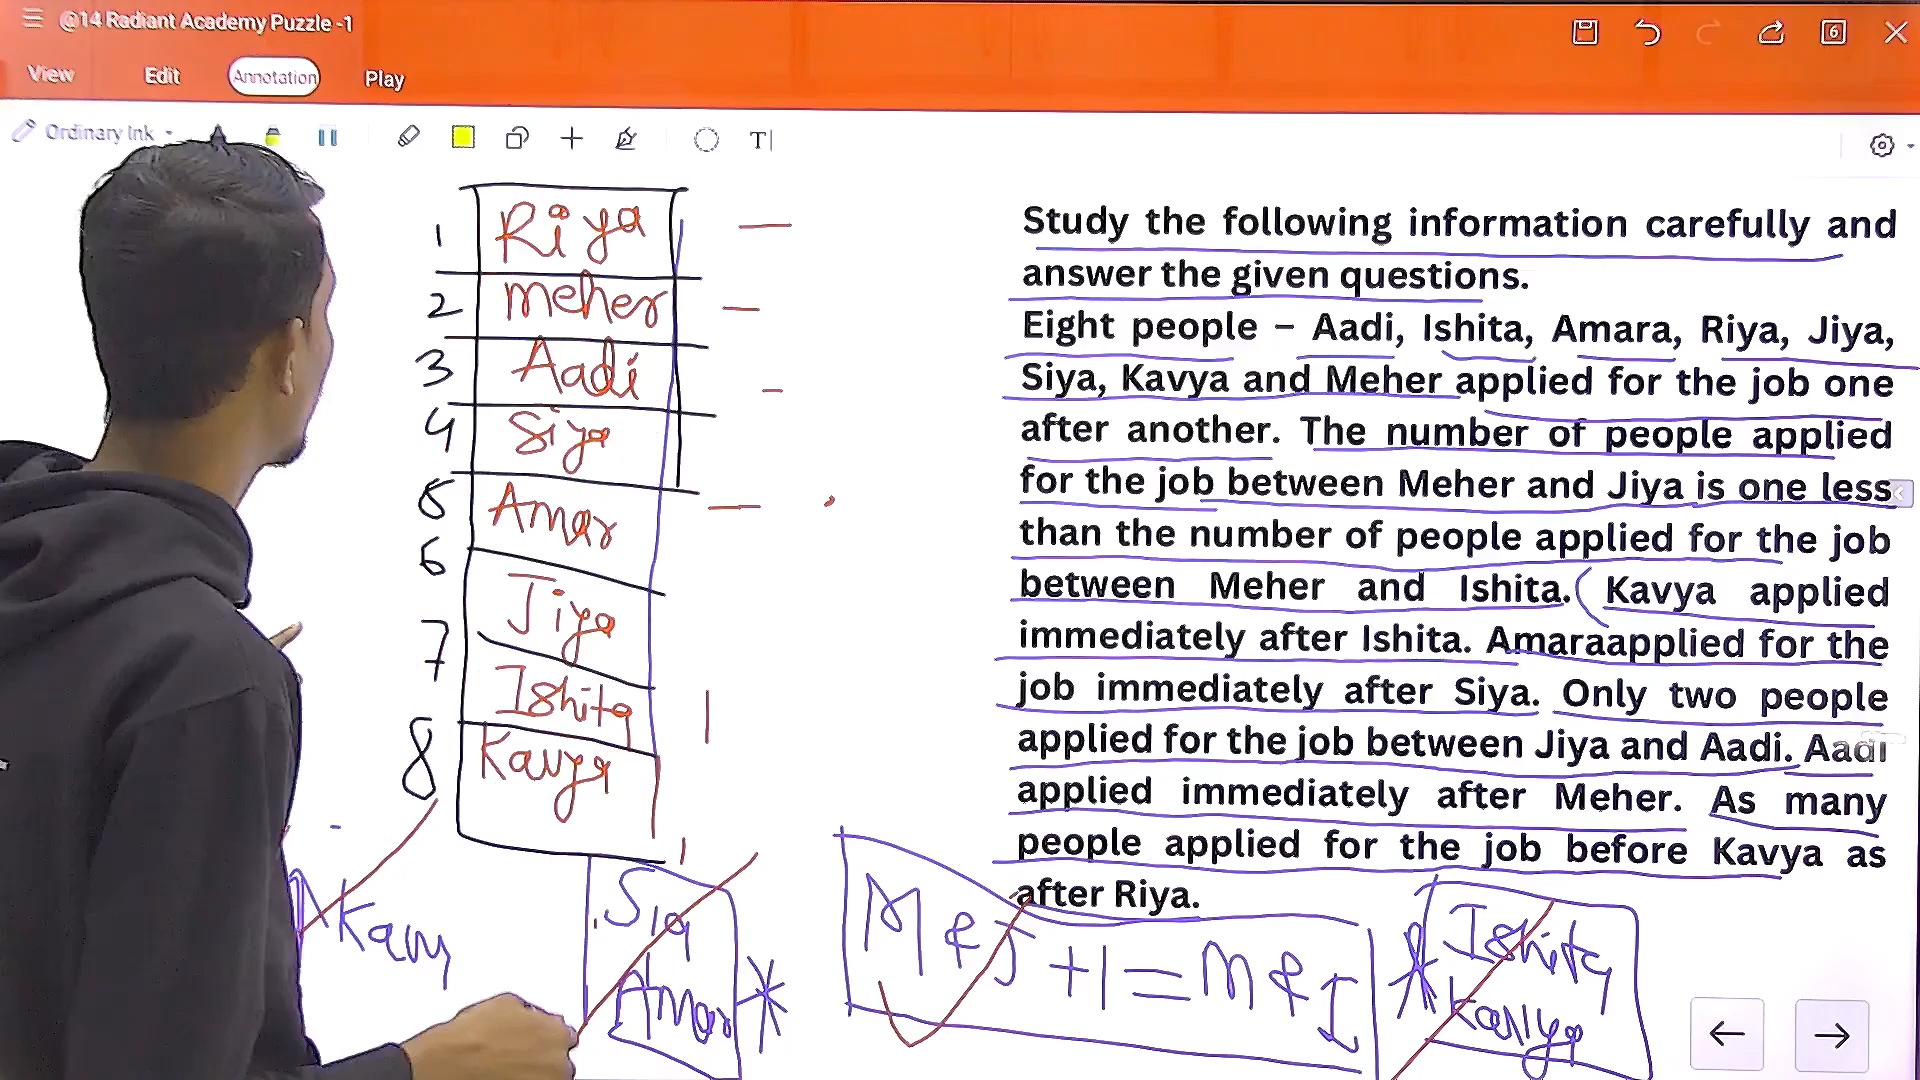 @14 Radiant Academy Puzzle -1
6
View Edit Annotation Play
Ordinary Ink
T|
1 Riya
2 meher
3 Aadi
4 Siya
5 Amar
6 Jiya
7 Ishita
8 Kavya
Study the following information carefully and
answer the given questions.
Eight people – Aadi, Ishita, Amara, Riya, Jiya,
Siya, Kavya and Meher applied for the job one
after another. The number of people applied
for the job between Meher and Jiya is one less
than the number of people applied for the job
between Meher and Ishita. Kavya applied
immediately after Ishita. Amaraapplied for the
job immediately after Siya. Only two people
applied for the job between Jiya and Aadi. Aadi
applied immediately after Meher. As many
people applied for the job before Kavya as
after Riya.
Kavy
Siya
Amar
M & J +1 = M & I
Ishita
Kavya